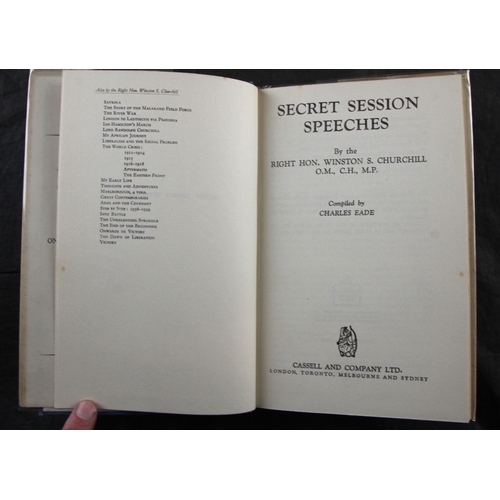 ON
Also by the Right Hon. Winston S. Churchill
SAVROLA
THE STORY OF THE MALAKAND FIELD FORCE
THE RIVER WAR
LONDON TO LADYSMITH VIA PRETORIA
IAN HAMILTON'S MARCH
LORD RANDOLPH CHURCHILL
MY AFRICAN JOURNEY
LIBERALISM AND THE SOCIAL PROBLEM
THE WORLD CRISIS:
1911-1914
1915
1916-1918
AFTERMATH
THE EASTERN FRONT
MY EARLY LIFE
THOUGHTS AND ADVENTURES
MARLBOROUGH, 4 vols.
GREAT CONTEMPORARIES
ARMS AND THE COVENANT
STEP BY STEP: 1936-1939
INTO BATTLE
THE UNRELENTING STRUGGLE
THE END OF THE BEGINNING
ONWARDS TO VICTORY
THE DAWN OF LIBERATION
VICTORY
SECRET SESSION
SPEECHES
By the
RIGHT HON. WINSTON S. CHURCHILL
O.M., C.H., M.P.
Compiled by
CHARLES EADE
CASSELL AND COMPANY LTD.
LONDON, TORONTO, MELBOURNE AND SYDNEY